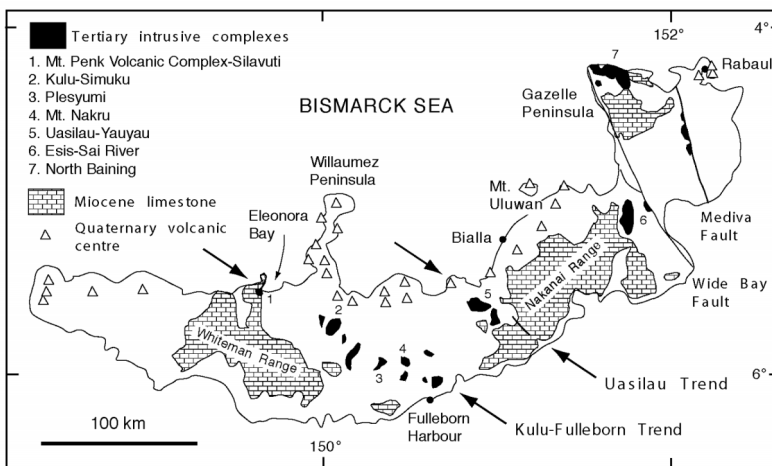 Tertiary intrusive complexes
1. Mt. Penk Volcanic Complex-Silavuti
2. Kulu-Simuku
3. Plesyumi
4. Mt. Nakru
5. Uasilau-Yauyau
6. Esis-Sai River
7. North Baining
Miocene limestone
Quaternary volcanic
centre
BISMARCK SEA
152°
4°
7
Rabaul
Gazelle
Peninsula
Willaumez
Peninsula
Mt.
Uluwun
Eleonora
Bay
Bialla
6
Mediva
Fault
Wide Bay
Fault
Nakanai Range
1
2
5
Whiteman Range
4
3
6°
Uasilau Trend
100 km
Fulleborn
Harbour
Kulu-Fulleborn Trend
150°